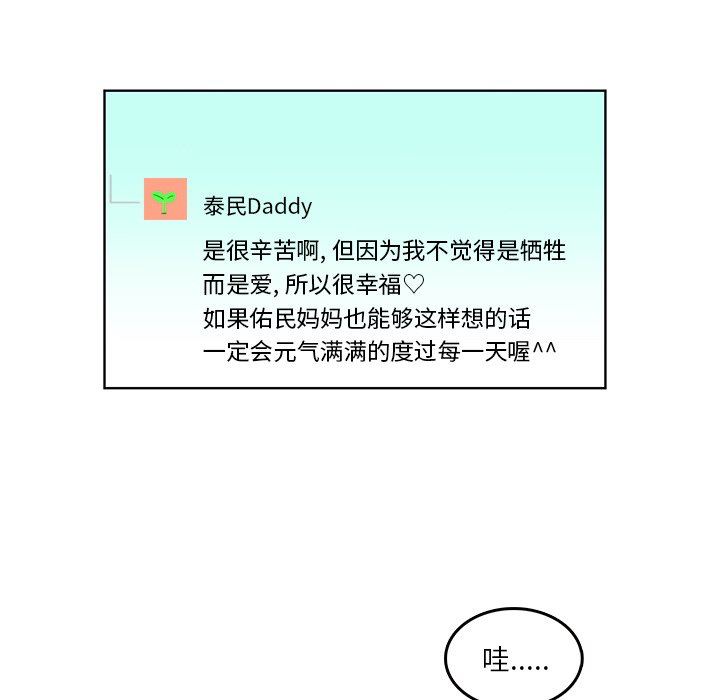 泰民Daddy
是很辛苦啊, 但因为我不觉得是牺牲
而是爱, 所以很幸福♡
如果佑民妈妈也能够这样想的话
一定会元气满满的度过每一天喔^^
哇.....